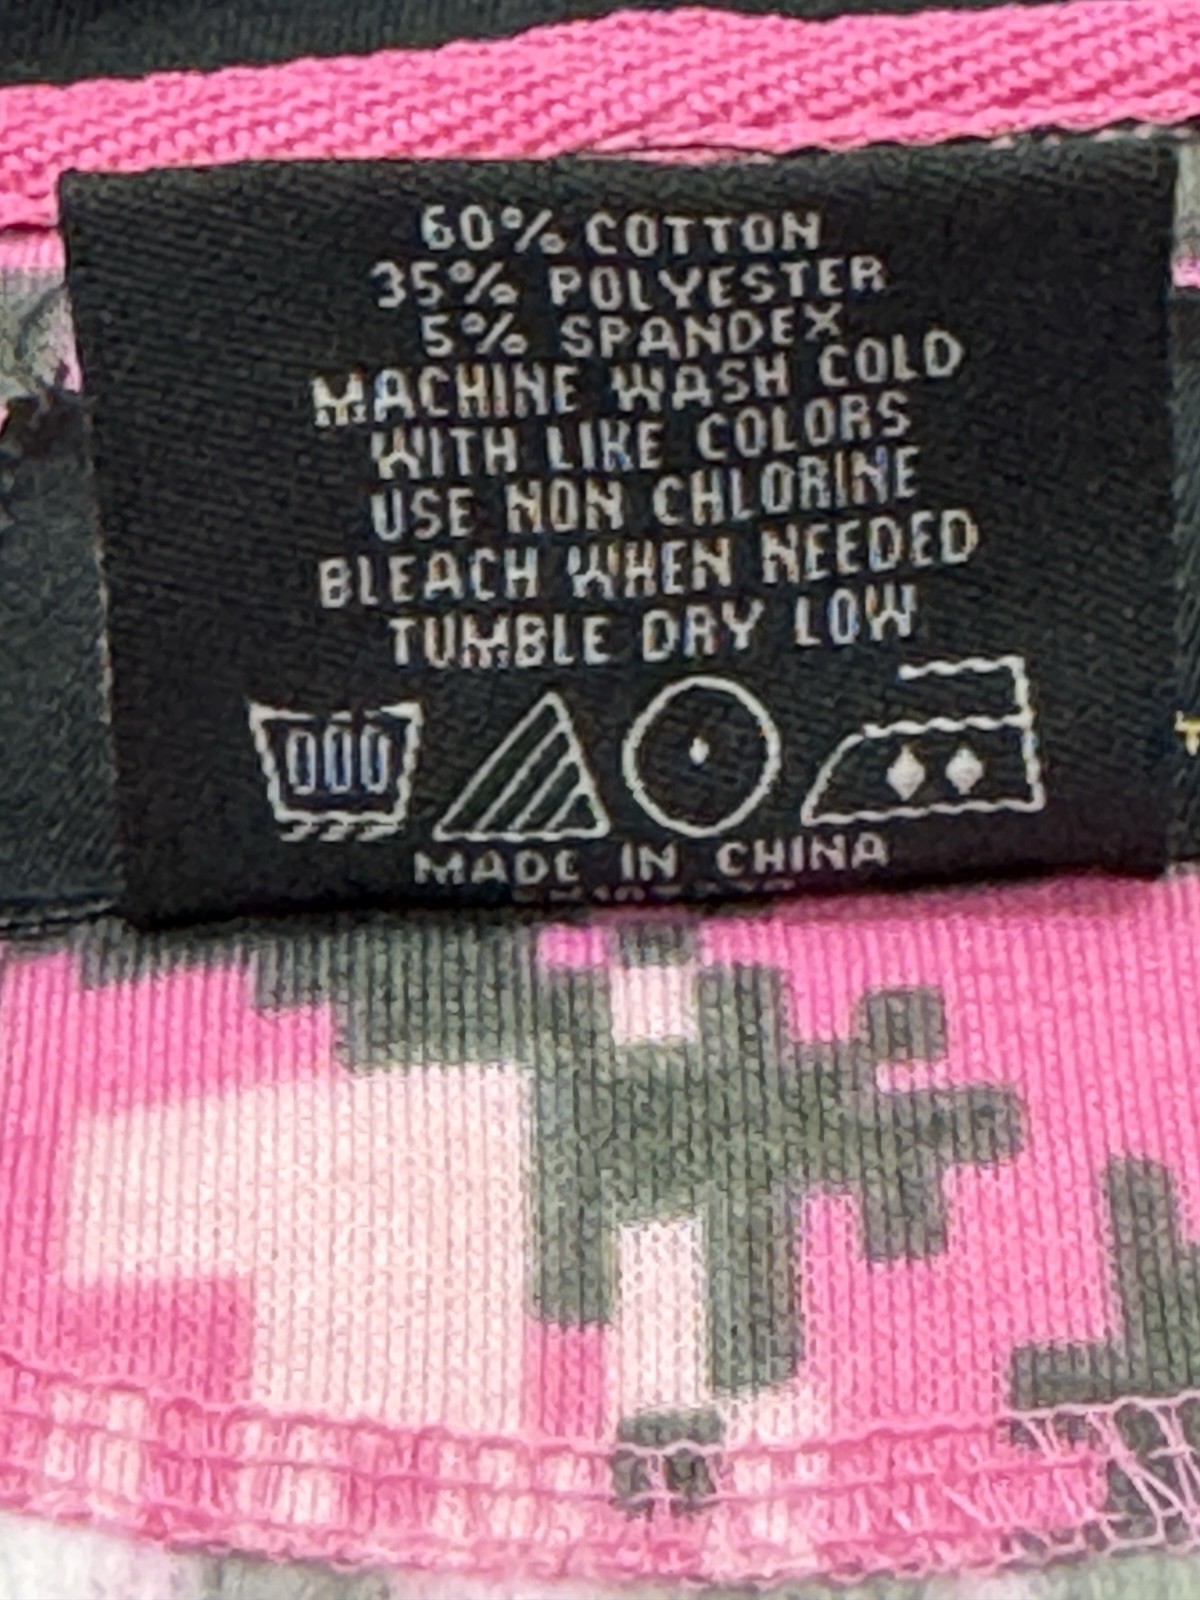 60% COTTON
35% POLYESTER
5% SPANDEX
MACHINE WASH COLD
WITH LIKE COLORS
USE NON CHLORINE
BLEACH WHEN NEEDED
TUMBLE DRY LOW
MADE IN CHINA